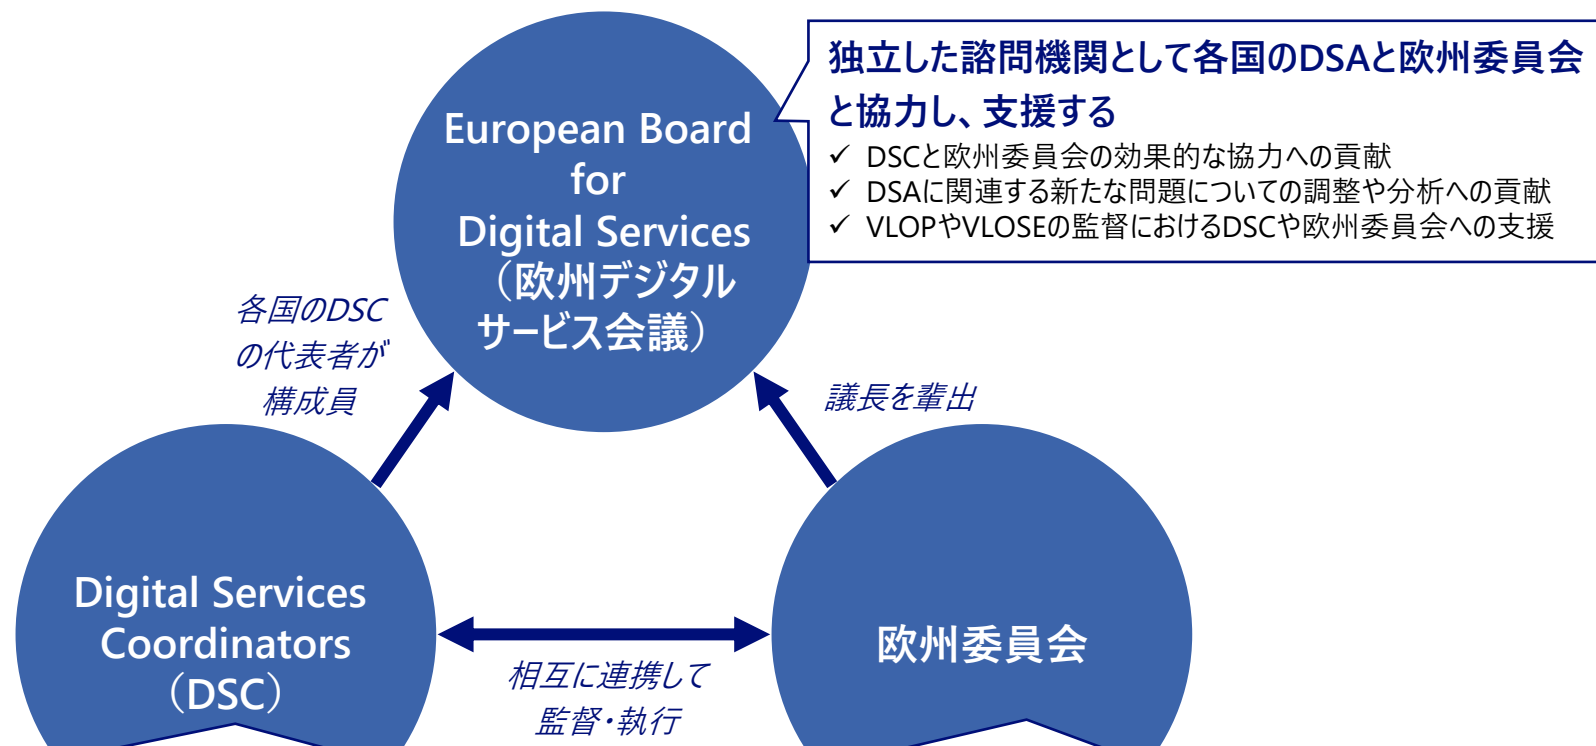 European Board
for
Digital Services
（欧州デジタル
サービス会議）
独立した諮問機関として各国のDSAと欧州委員会
と協力し、支援する
✓ DSCと欧州委員会の効果的な協力への貢献
✓ DSAに関連する新たな問題についての調整や分析への貢献
✓ VLOPやVLOSEの監督におけるDSCや欧州委員会への支援
各国のDSC
の代表者が
構成員
議長を輩出
Digital Services
Coordinators
（DSC）
相互に連携して
監督・執行
欧州委員会